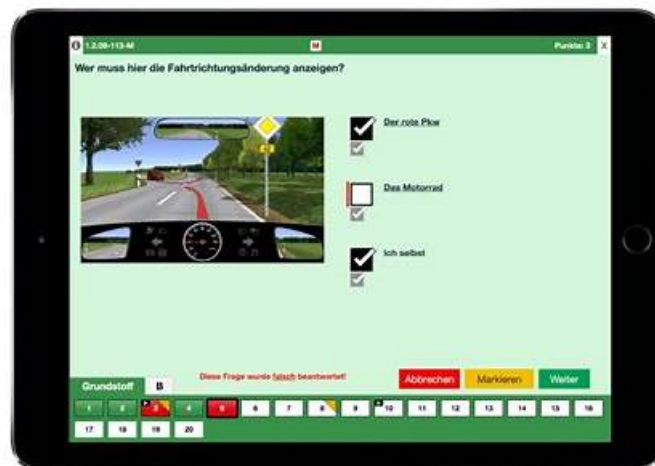 1.2.09-113-M
M
Punkte: 3
X
Wer muss hier die Fahrtrichtungsänderung anzeigen?
Der rote Pkw
Das Motorrad
Ich selbst
Diese Frage wurde falsch beantwortet!
Abbrechen
Markieren
Weiter
Grundstoff
B
1 2 3 4 5 6 7 8 9 10 11 12 13 14 15 16
17 18 19 20